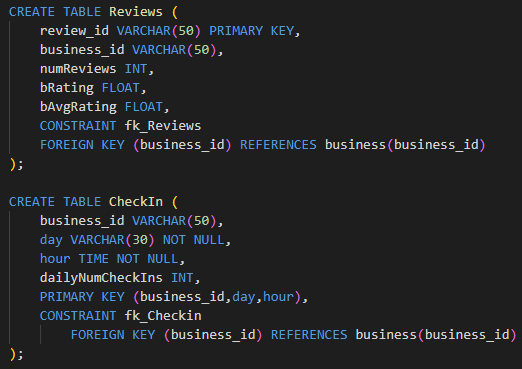 CREATE TABLE Reviews (
    review_id VARCHAR(50) PRIMARY KEY,
    business_id VARCHAR(50),
    numReviews INT,
    bRating FLOAT,
    bAvgRating FLOAT,
    CONSTRAINT fk_Reviews
    FOREIGN KEY (business_id) REFERENCES business(business_id)
);

CREATE TABLE CheckIn (
    business_id VARCHAR(50),
    day VARCHAR(30) NOT NULL,
    hour TIME NOT NULL,
    dailyNumCheckIns INT,
    PRIMARY KEY (business_id,day,hour),
    CONSTRAINT fk_Checkin
        FOREIGN KEY (business_id) REFERENCES business(business_id)
);